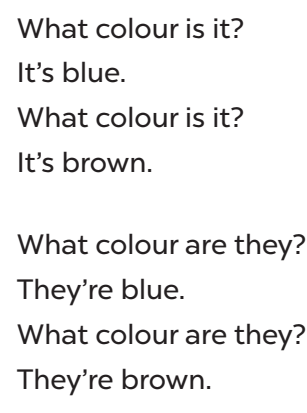 What colour is it?
It’s blue.
What colour is it?
It’s brown.
What colour are they?
They’re blue.
What colour are they?
They’re brown.